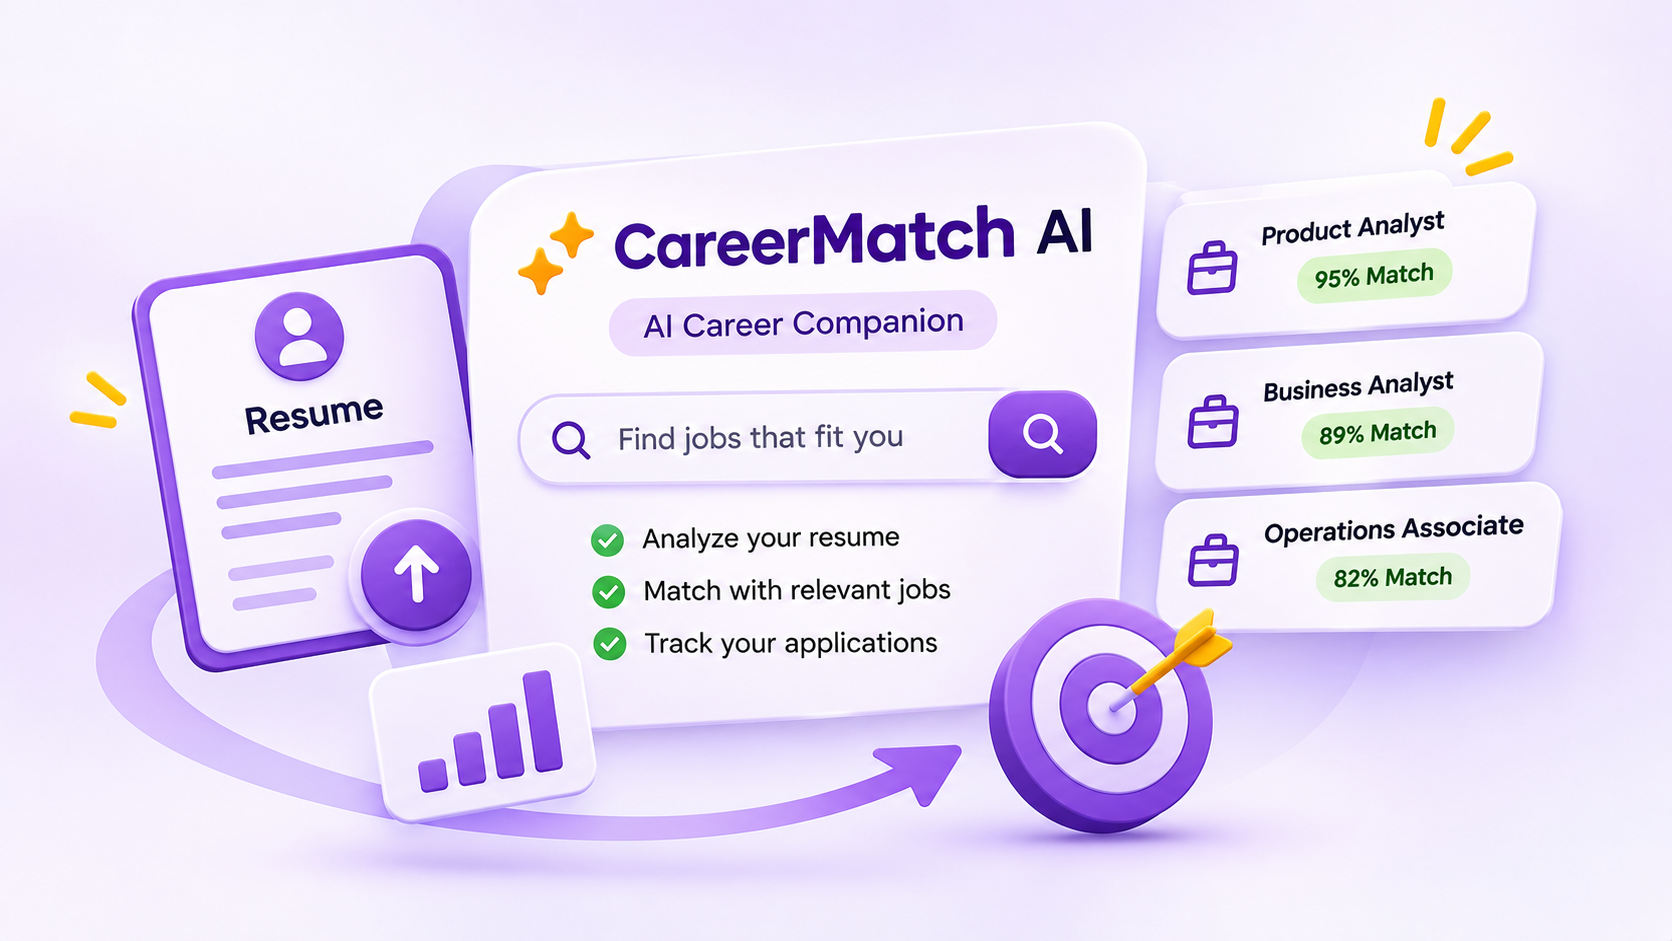 Resume
CareerMatch AI
AI Career Companion
Find jobs that fit you
Analyze your resume
Match with relevant jobs
Track your applications
Product Analyst
95% Match
Business Analyst
89% Match
Operations Associate
82% Match